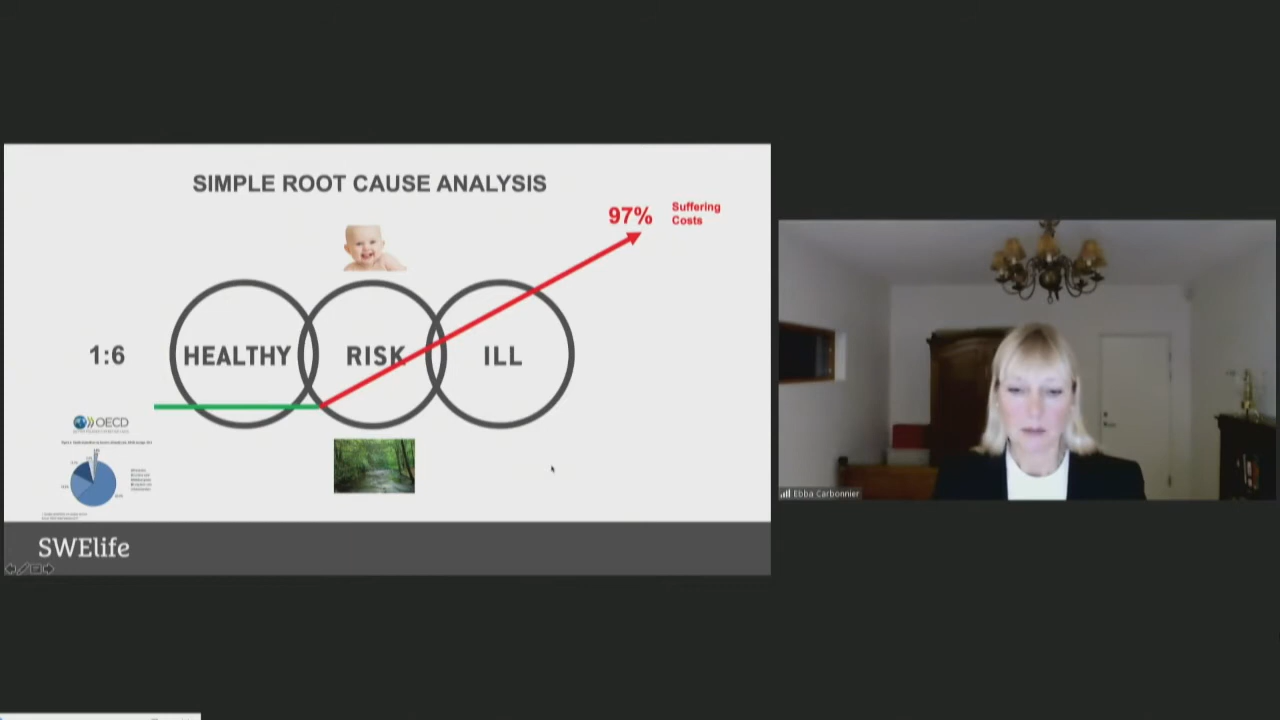 SIMPLE ROOT CAUSE ANALYSIS
97%
Suffering
Costs
1:6
HEALTHY
RISK
ILL
OECD
SWElife
Ebba Carbonnier